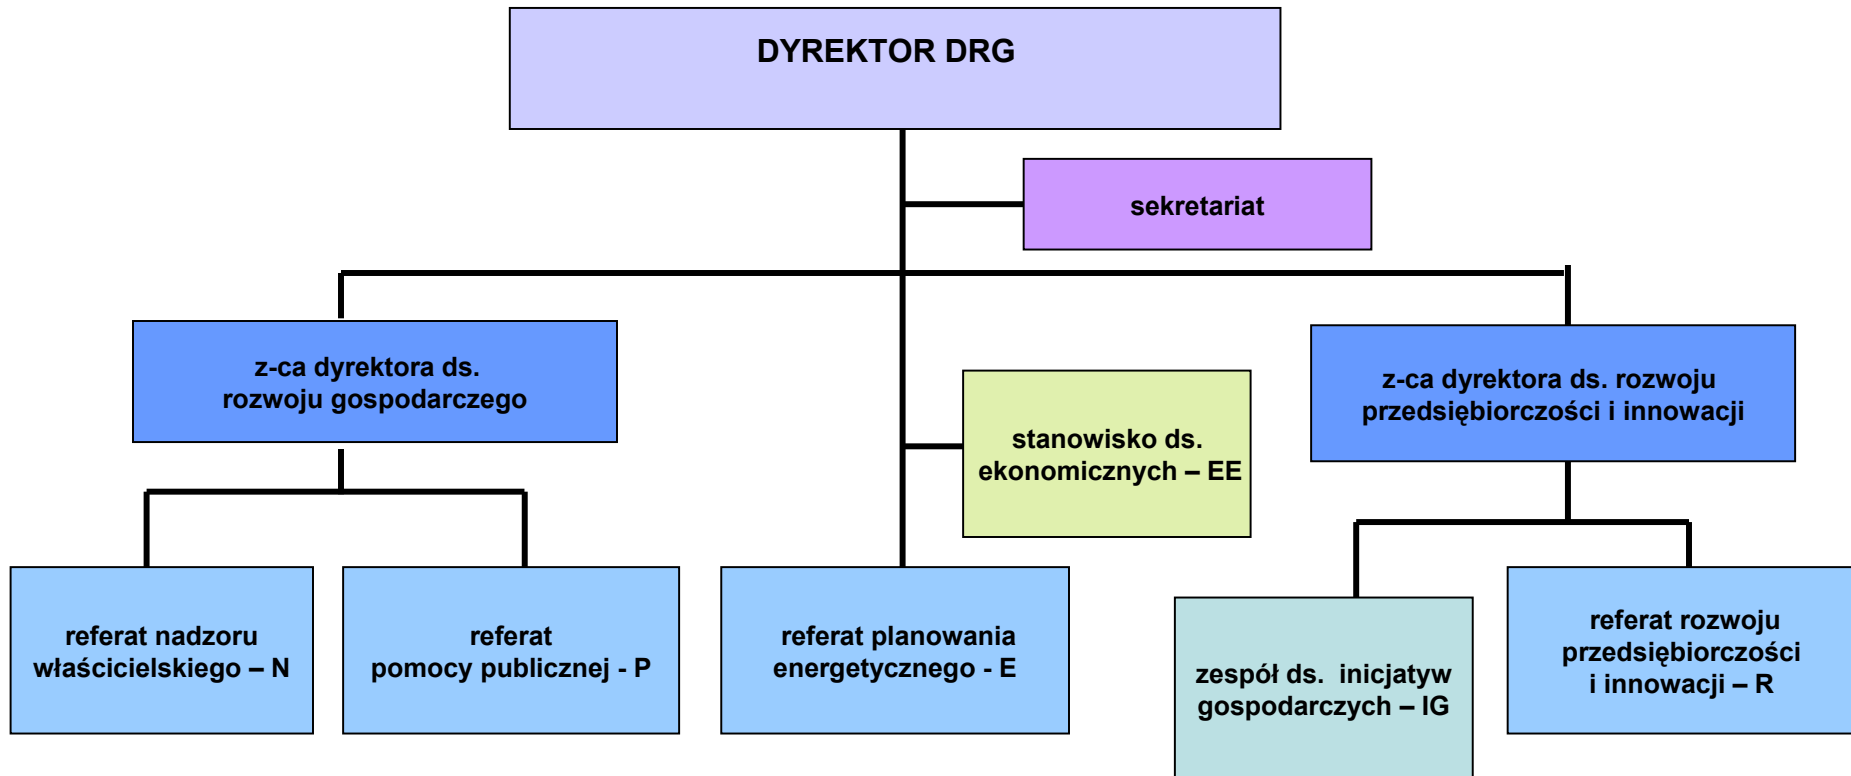 DYREKTOR DRG
sekretariat
z-ca dyrektora ds.
rozwoju gospodarczego
z-ca dyrektora ds. rozwoju
przedsiębiorczości i innowacji
stanowisko ds.
ekonomicznych – EE
referat nadzoru
właścicielskiego – N
referat
pomocy publicznej - P
referat planowania
energetycznego - E
zespół ds. inicjatyw
gospodarczych – IG
referat rozwoju
przedsiębiorczości
i innowacji – R